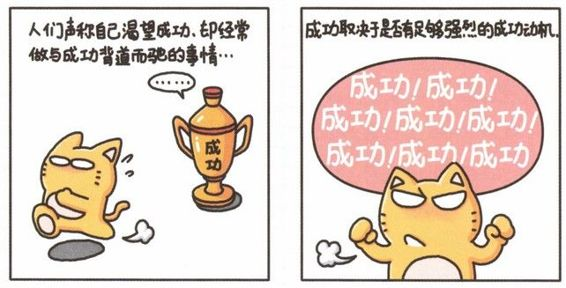 人们声称自己渴望成功、却经常
做与成功背道而驰的事情…
……
成功
成功取决于是否有足够强烈的成功动机.
成功！成功！
成功！成功！成功！
成功！成功！成功